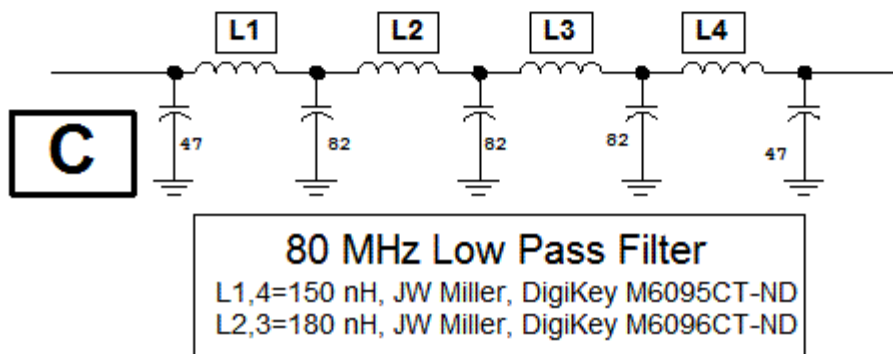 L1 L2 L3 L4
C 47 82 82 82 47
80 MHz Low Pass Filter
L1,4=150 nH, JW Miller, DigiKey M6095CT-ND
L2,3=180 nH, JW Miller, DigiKey M6096CT-ND